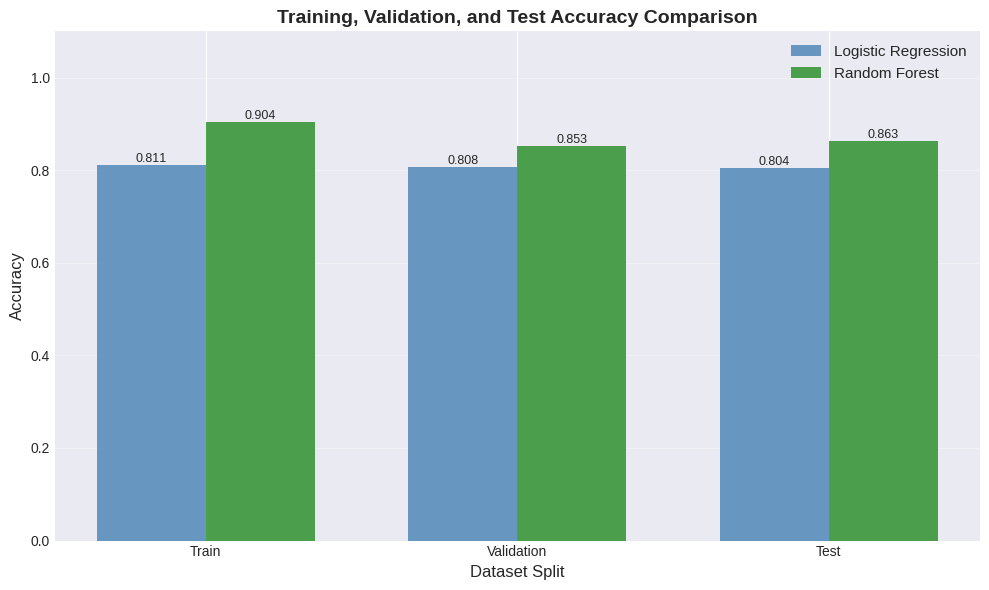 Training, Validation, and Test Accuracy Comparison
Logistic Regression
Random Forest
Accuracy
1.0
0.8
0.6
0.4
0.2
0.0
0.811
0.904
0.808
0.853
0.804
0.863
Train
Validation
Test
Dataset Split